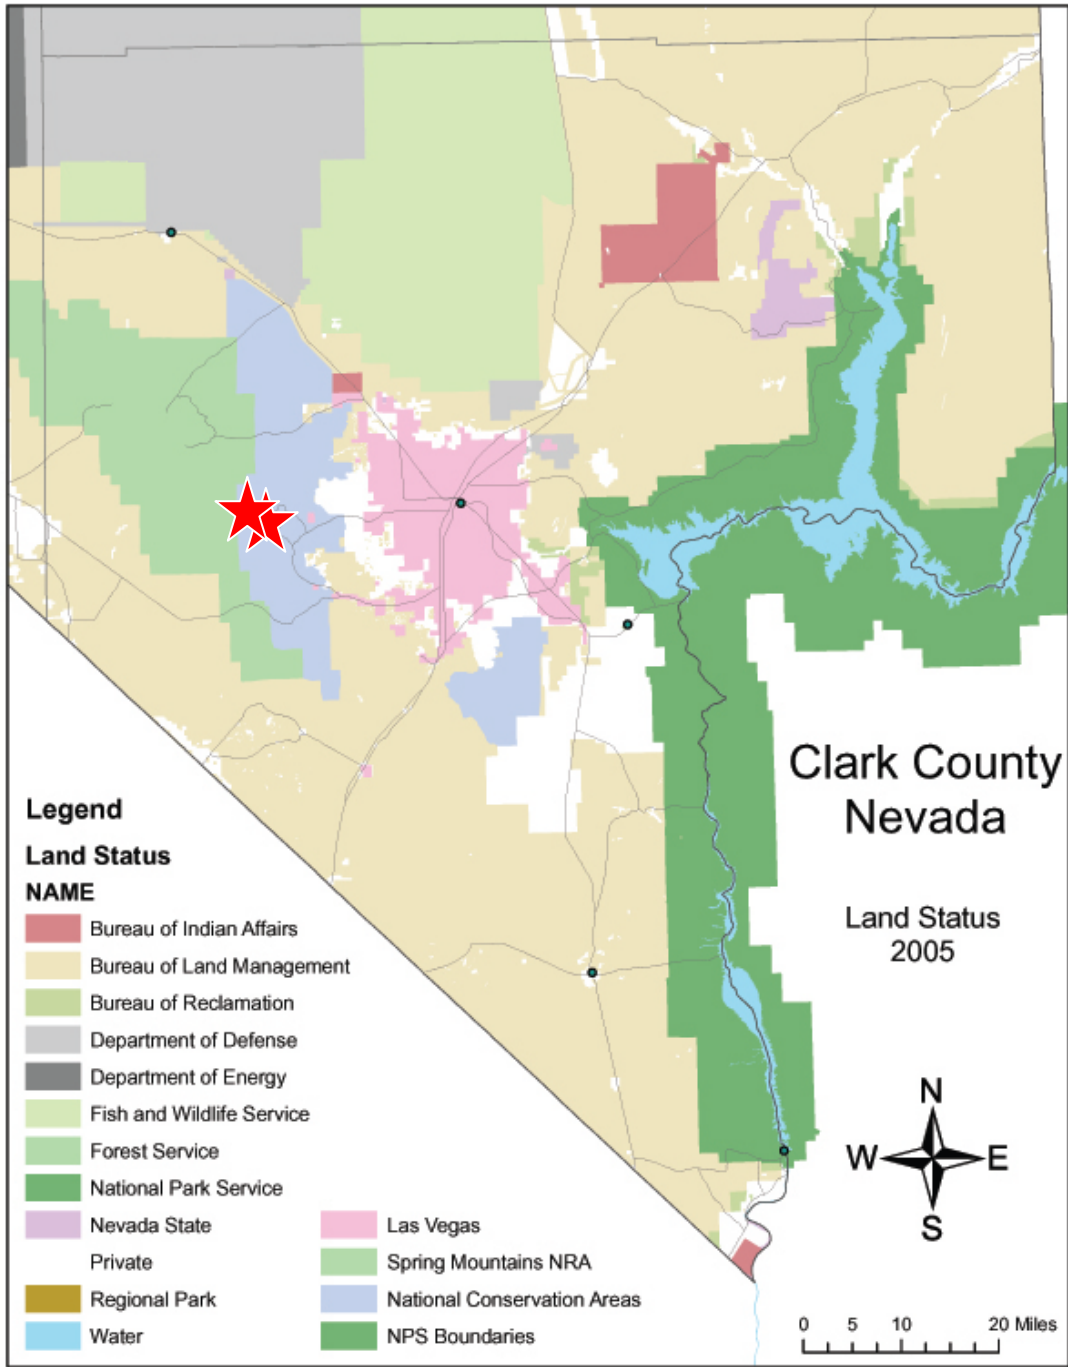 Clark County
Nevada
Land Status
2005
Legend
Land Status
NAME
Bureau of Indian Affairs
Bureau of Land Management
Bureau of Reclamation
Department of Defense
Department of Energy
Fish and Wildlife Service
Forest Service
National Park Service
Nevada State
Private
Regional Park
Water
Las Vegas
Spring Mountains NRA
National Conservation Areas
NPS Boundaries
N
W E
S
0 5 10 20 Miles